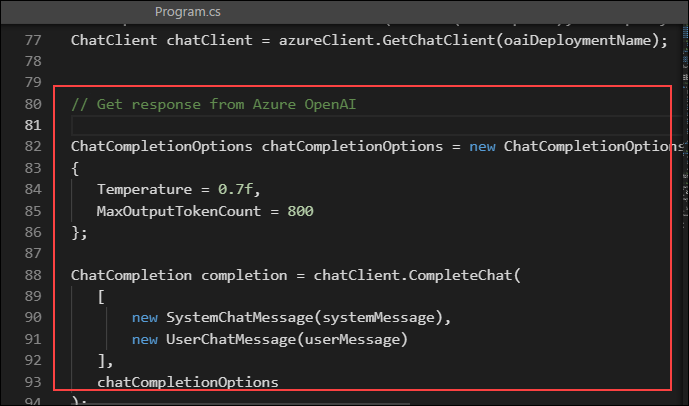 Program.cs
77 ChatClient chatClient = azureClient.GetChatClient(oaiDeploymentName);
78
79
80 // Get response from Azure OpenAI
81
82 ChatCompletionOptions chatCompletionOptions = new ChatCompletionOptions
83 {
84 Temperature = 0.7f,
85 MaxOutputTokenCount = 800
86 };
87
88 ChatCompletion completion = chatClient.CompleteChat(
89 [
90 new SystemChatMessage(systemMessage),
91 new UserChatMessage(userMessage)
92 ],
93 chatCompletionOptions
94 );